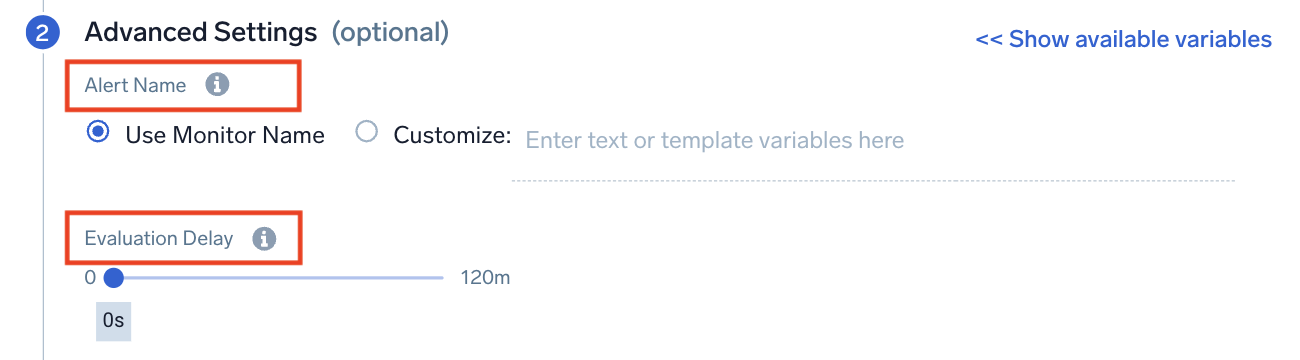 2 Advanced Settings (optional)
<< Show available variables
Alert Name i
Use Monitor Name Customize: Enter text or template variables here
Evaluation Delay i
0 120m
0s